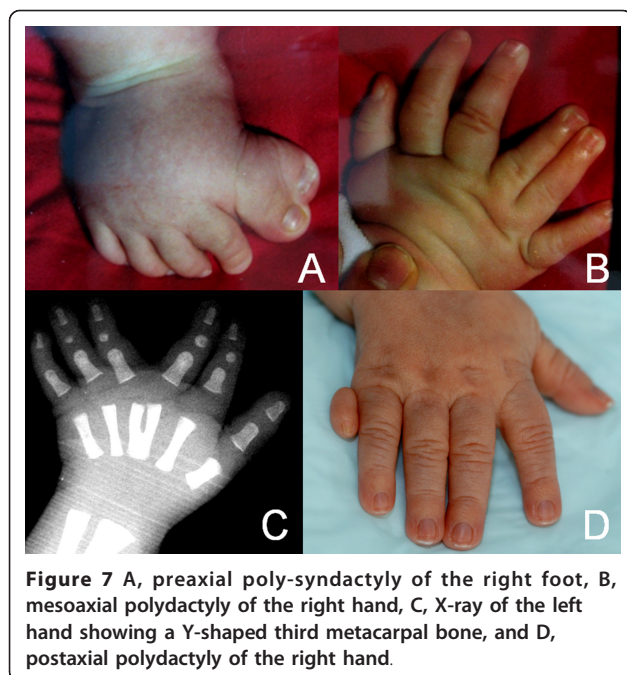 A
B
C
D
Figure 7 A, preaxial poly-syndactyly of the right foot, B,
mesoaxial polydactyly of the right hand, C, X-ray of the left
hand showing a Y-shaped third metacarpal bone, and D,
postaxial polydactyly of the right hand.